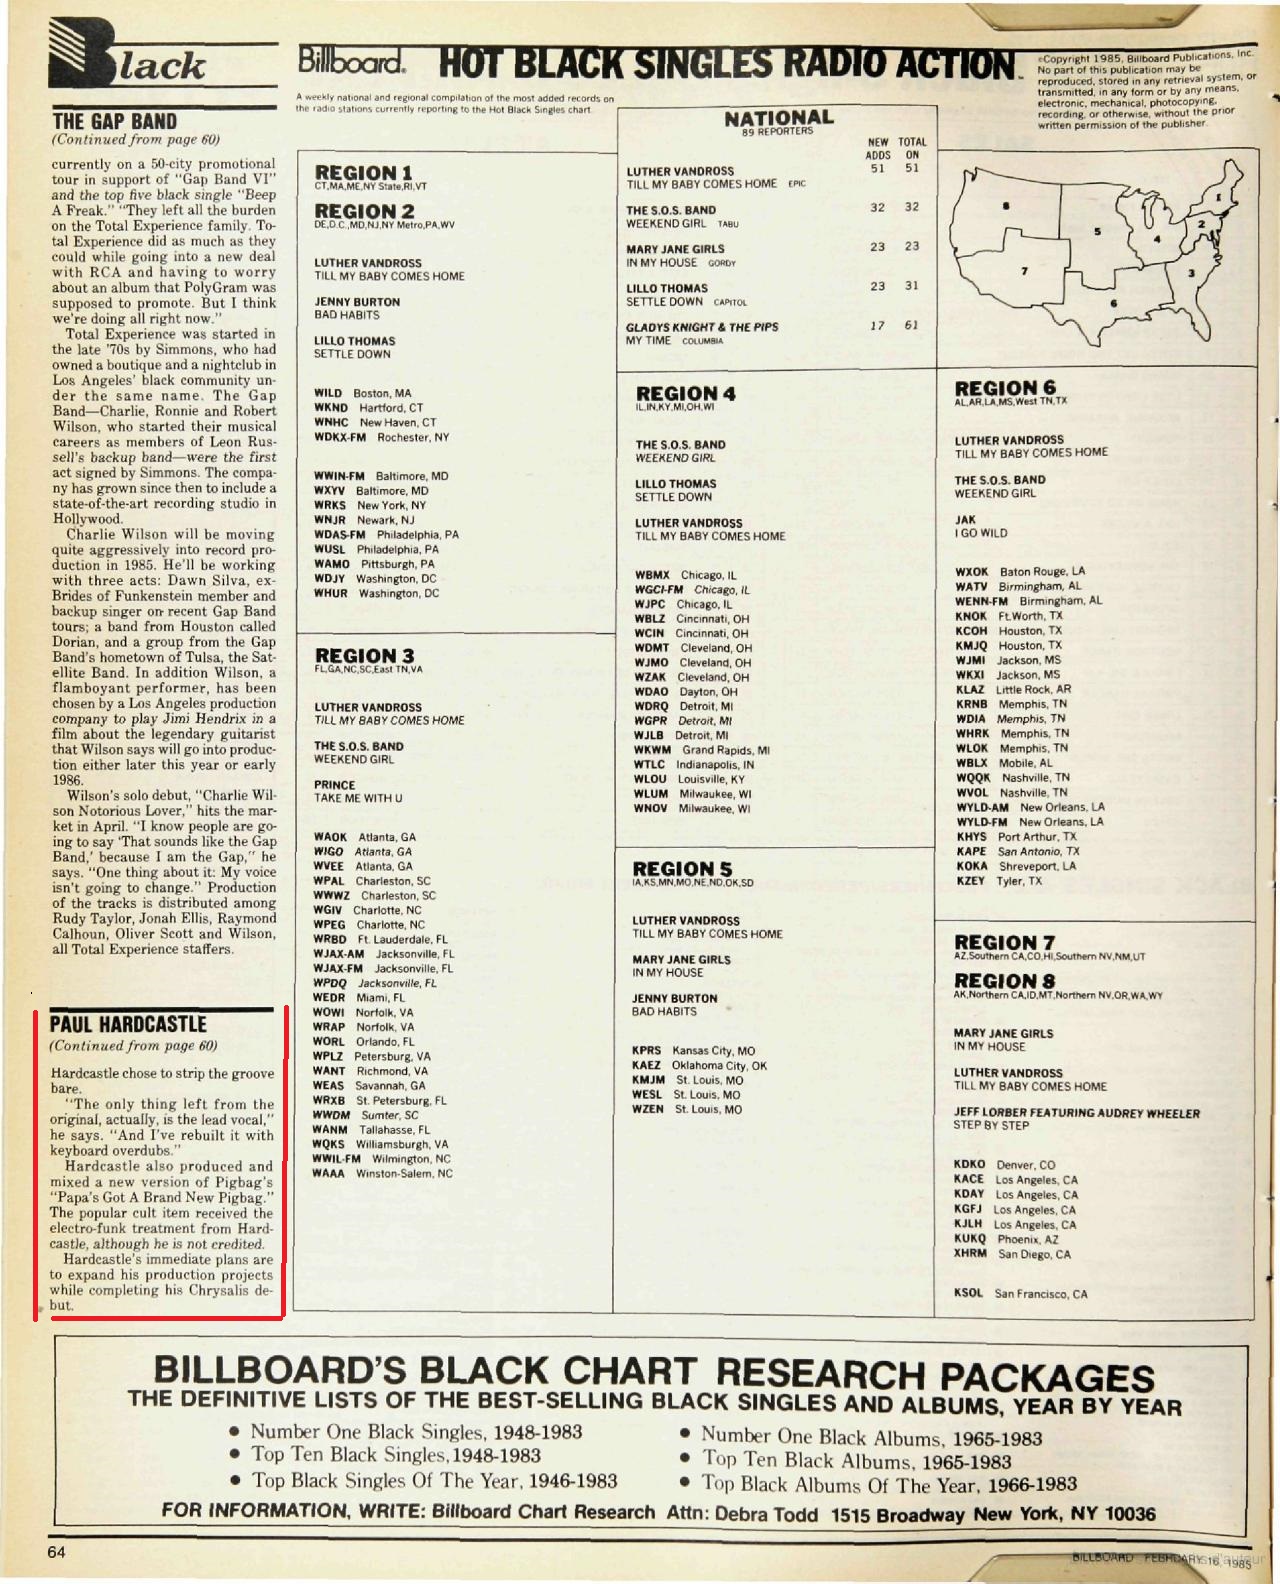 Black
THE GAP BAND
(Continued from page 60)
currently on a 50-city promotional
tour in support of "Gap Band VI"
and the top five black single "Beep
A Freak." "They left all the burden
on the Total Experience family. To-
tal Experience did as much as they
could while going into a new deal
with RCA and having to worry
about an album that PolyGram was
supposed to promote. But I think
we're doing all right now."
Total Experience was started in
the late '70s by Simmons, who had
owned a boutique and a nightclub in
Los Angeles' black community un-
der the same name. The Gap
Band—Charlie, Ronnie and Robert
Wilson, who started their musical
careers as members of Leon Rus-
sell's backup band—were the first
act signed by Simmons. The compa-
ny has grown since then to include a
state-of-the-art recording studio in
Hollywood.
Charlie Wilson will be moving
quite aggressively into record pro-
duction in 1985. He'll be working
with three acts: Dawn Silva, ex-
Brides of Funkenstein member and
backup singer on recent Gap Band
tours; a band from Houston called
Dorian, and a group from the Gap
Band's hometown of Tulsa, the Sat-
ellite Band. In addition Wilson, a
flamboyant performer, has been
chosen by a Los Angeles production
company to play Jimi Hendrix in a
film about the legendary guitarist
that Wilson says will go into produc-
tion either later this year or early
1986.
Wilson's solo debut, "Charlie Wil-
son Notorious Lover," hits the mar-
ket in April. "I know people are go-
ing to say 'That sounds like the Gap
Band,' because I am the Gap," he
says. "One thing about it: My voice
isn't going to change." Production
of the tracks is distributed among
Rudy Taylor, Jonah Ellis, Raymond
Calhoun, Oliver Scott and Wilson,
all Total Experience staffers.
PAUL HARDCASTLE
(Continued from page 60)
Hardcastle chose to strip the groove
bare.
"The only thing left from the
original, actually, is the lead vocal,"
he says. "And I've rebuilt it with
keyboard overdubs."
Hardcastle also produced and
mixed a new version of Pigbag's
"Papa's Got A Brand New Pigbag."
The popular cult item received the
electro-funk treatment from Hard-
castle, although he is not credited.
Hardcastle's immediate plans are
to expand his production projects
while completing his Chrysalis de-
but.
Billboard. HOT BLACK SINGLES RADIO ACTION™
©Copyright 1985, Billboard Publications, Inc.
No part of this publication may be
reproduced, stored in any retrieval system, or
transmitted, in any form or by any means,
electronic, mechanical, photocopying,
recording, or otherwise, without the prior
written permission of the publisher.
A weekly national and regional compilation of the most added records on
the radio stations currently reporting to the Hot Black Singles chart.
REGION 1
CT,MA,ME,NY State,RI,VT
REGION 2
DE,D.C.,MD,NJ,NY Metro,PA,WV
LUTHER VANDROSS
TILL MY BABY COMES HOME
JENNY BURTON
BAD HABITS
LILLO THOMAS
SETTLE DOWN
WILD Boston, MA
WKND Hartford, CT
WNHC New Haven, CT
WDKX-FM Rochester, NY
WWIN-FM Baltimore, MD
WXYV Baltimore, MD
WRKS New York, NY
WNJR Newark, NJ
WDAS-FM Philadelphia, PA
WUSL Philadelphia, PA
WAMO Pittsburgh, PA
WDJY Washington, DC
WHUR Washington, DC
REGION 3
FL,GA,NC,SC,East TN,VA
LUTHER VANDROSS
TILL MY BABY COMES HOME
THE S.O.S. BAND
WEEKEND GIRL
PRINCE
TAKE ME WITH U
WAOK Atlanta, GA
WIGO Atlanta, GA
WVEE Atlanta, GA
WPAL Charleston, SC
WWWZ Charleston, SC
WGIV Charlotte, NC
WPEG Charlotte, NC
WRBD Ft. Lauderdale, FL
WJAX-AM Jacksonville, FL
WJAX-FM Jacksonville, FL
WPDQ Jacksonville, FL
WEDR Miami, FL
WOWI Norfolk, VA
WRAP Norfolk, VA
WORL Orlando, FL
WPLZ Petersburg, VA
WANT Richmond, VA
WEAS Savannah, GA
WRXB St. Petersburg, FL
WWDM Sumter, SC
WANM Tallahasse, FL
WQKS Williamsburgh, VA
WWIL-FM Wilmington, NC
WAAA Winston-Salem, NC
NATIONAL
89 REPORTERS
NEW TOTAL
ADDS ON
LUTHER VANDROSS 51 51
TILL MY BABY COMES HOME EPIC
THE S.O.S. BAND 32 32
WEEKEND GIRL TABU
MARY JANE GIRLS 23 23
IN MY HOUSE GORDY
LILLO THOMAS 23 31
SETTLE DOWN CAPITOL
GLADYS KNIGHT & THE PIPS 17 61
MY TIME COLUMBIA
REGION 4
IL,IN,KY,MI,OH,WI
THE S.O.S. BAND
WEEKEND GIRL
LILLO THOMAS
SETTLE DOWN
LUTHER VANDROSS
TILL MY BABY COMES HOME
WBMX Chicago, IL
WGCI-FM Chicago, IL
WJPC Chicago, IL
WBLZ Cincinnati, OH
WCIN Cincinnati, OH
WDMT Cleveland, OH
WJMO Cleveland, OH
WZAK Cleveland, OH
WDAO Dayton, OH
WDRQ Detroit, MI
WGPR Detroit, MI
WJLB Detroit, MI
WKWM Grand Rapids, MI
WTLC Indianapolis, IN
WLOU Louisville, KY
WLUM Milwaukee, WI
WNOV Milwaukee, WI
REGION 5
IA,KS,MN,MO,NE,ND,OK,SD
LUTHER VANDROSS
TILL MY BABY COMES HOME
MARY JANE GIRLS
IN MY HOUSE
JENNY BURTON
BAD HABITS
KPRS Kansas City, MO
KAEZ Oklahoma City, OK
KMJM St. Louis, MO
WESL St. Louis, MO
WZEN St. Louis, MO
8 5 4 1 2 3 7 6
REGION 6
AL,AR,LA,MS,West TN,TX
LUTHER VANDROSS
TILL MY BABY COMES HOME
THE S.O.S. BAND
WEEKEND GIRL
JAK
I GO WILD
WXOK Baton Rouge, LA
WATV Birmingham, AL
WENN-FM Birmingham, AL
KNOK Ft.Worth, TX
KCOH Houston, TX
KMJQ Houston, TX
WJMI Jackson, MS
WKXI Jackson, MS
KLAZ Little Rock, AR
KRNB Memphis, TN
WDIA Memphis, TN
WHRK Memphis, TN
WLOK Memphis, TN
WBLX Mobile, AL
WQQK Nashville, TN
WVOL Nashville, TN
WYLD-AM New Orleans, LA
WYLD-FM New Orleans, LA
KHYS Port Arthur, TX
KAPE San Antonio, TX
KOKA Shreveport, LA
KZEY Tyler, TX
REGION 7
AZ,Southern CA,CO,HI,Southern NV,NM,UT
REGION 8
AK,Northern CA,ID,MT,Northern NV,OR,WA,WY
MARY JANE GIRLS
IN MY HOUSE
LUTHER VANDROSS
TILL MY BABY COMES HOME
JEFF LORBER FEATURING AUDREY WHEELER
STEP BY STEP
KDKO Denver, CO
KACE Los Angeles, CA
KDAY Los Angeles, CA
KGFJ Los Angeles, CA
KJLH Los Angeles, CA
KUKQ Phoenix, AZ
XHRM San Diego, CA
KSOL San Francisco, CA
BILLBOARD'S BLACK CHART RESEARCH PACKAGES
THE DEFINITIVE LISTS OF THE BEST-SELLING BLACK SINGLES AND ALBUMS, YEAR BY YEAR
● Number One Black Singles, 1948-1983
● Top Ten Black Singles, 1948-1983
● Top Black Singles Of The Year, 1946-1983
● Number One Black Albums, 1965-1983
● Top Ten Black Albums, 1965-1983
● Top Black Albums Of The Year, 1966-1983
FOR INFORMATION, WRITE: Billboard Chart Research Attn: Debra Todd 1515 Broadway New York, NY 10036
64
BILLBOARD FEBRUARY 16, 1985